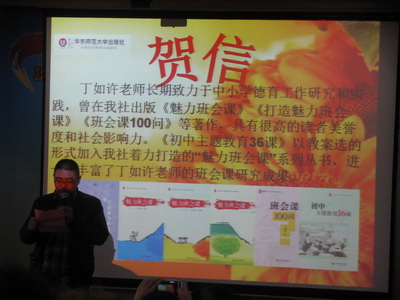 华东师范大学出版社
贺信
丁如许老师长期致力于中小学德育工作研究和实
践，曾在我社出版《魅力班会课》《打造魅力班会
课》《班会课100问》等著作，具有很高的读者美誉
度和社会影响力。《初中主题教育36课》以教案选的
形式加入我社着力打造的“魅力班会课”系列丛书，进
丰富了丁如许老师的班会课研究成果
魅力班会课
魅力班会课
魅力班会课
班会课
100问
初中
主题教育36课